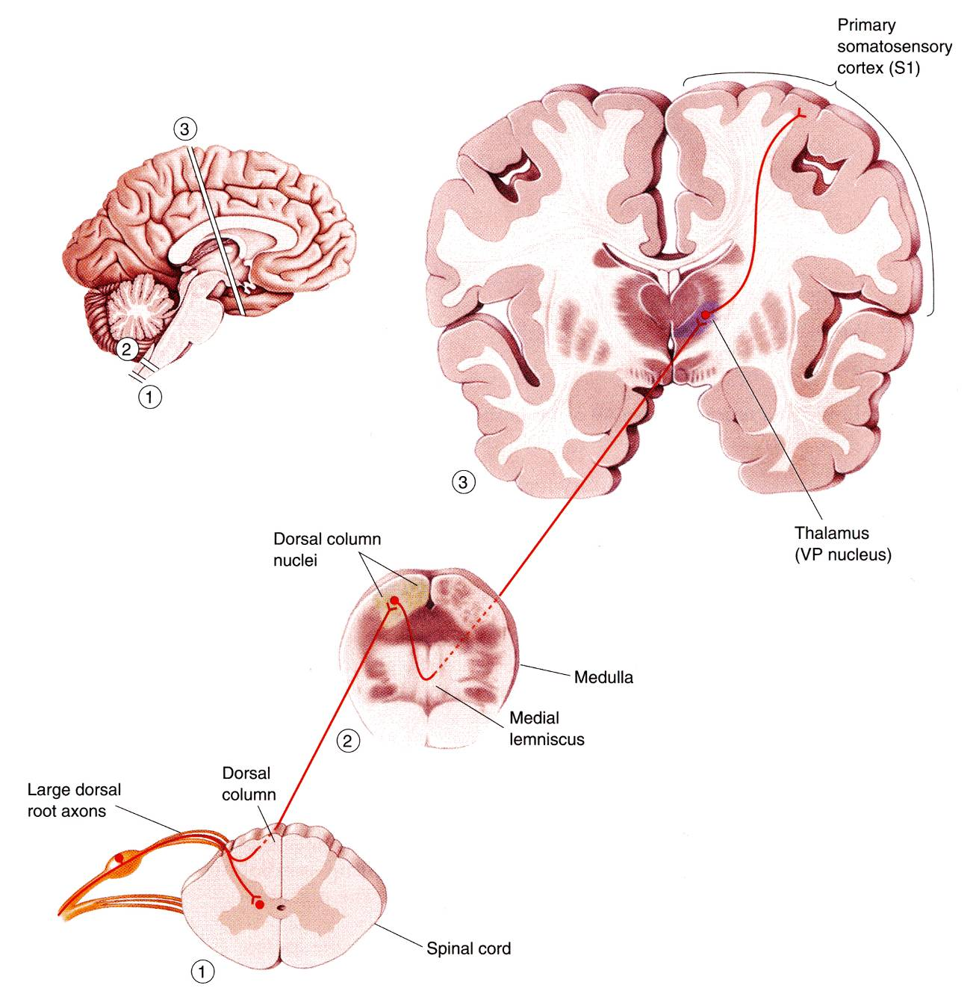 Primary
somatosensory
cortex (S1)
3
2
1
3
Thalamus
(VP nucleus)
Dorsal column
nuclei
Medulla
Medial
lemniscus
2
Dorsal
column
Large dorsal
root axons
Spinal cord
1